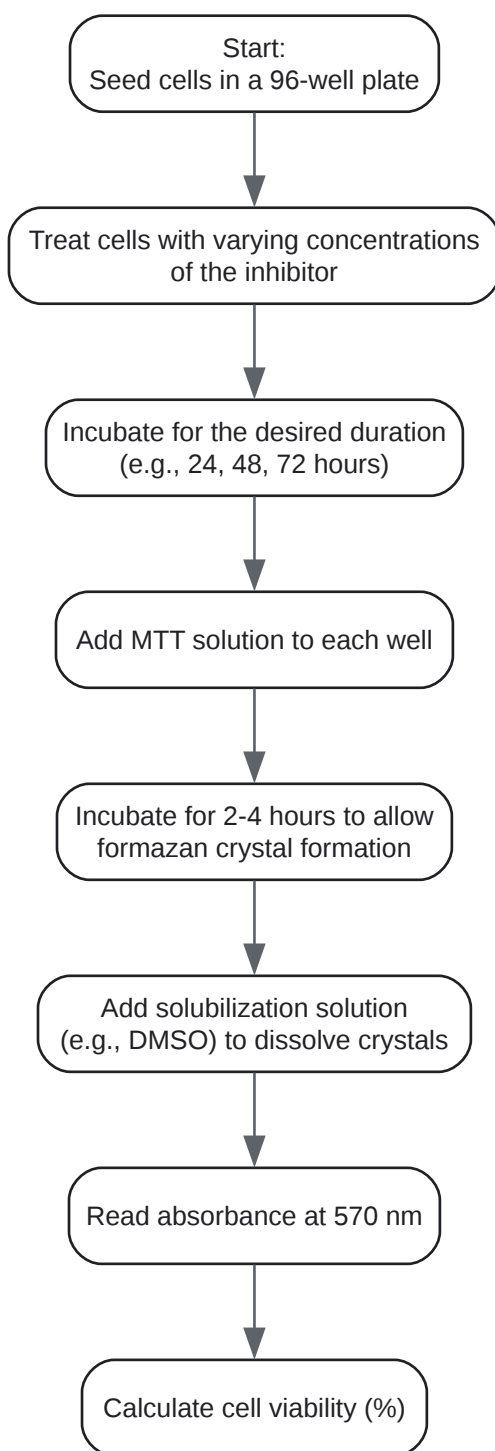 Start:
Seed cells in a 96-well plate
Treat cells with varying concentrations
of the inhibitor
Incubate for the desired duration
(e.g., 24, 48, 72 hours)
Add MTT solution to each well
Incubate for 2-4 hours to allow
formazan crystal formation
Add solubilization solution
(e.g., DMSO) to dissolve crystals
Read absorbance at 570 nm
Calculate cell viability (%)